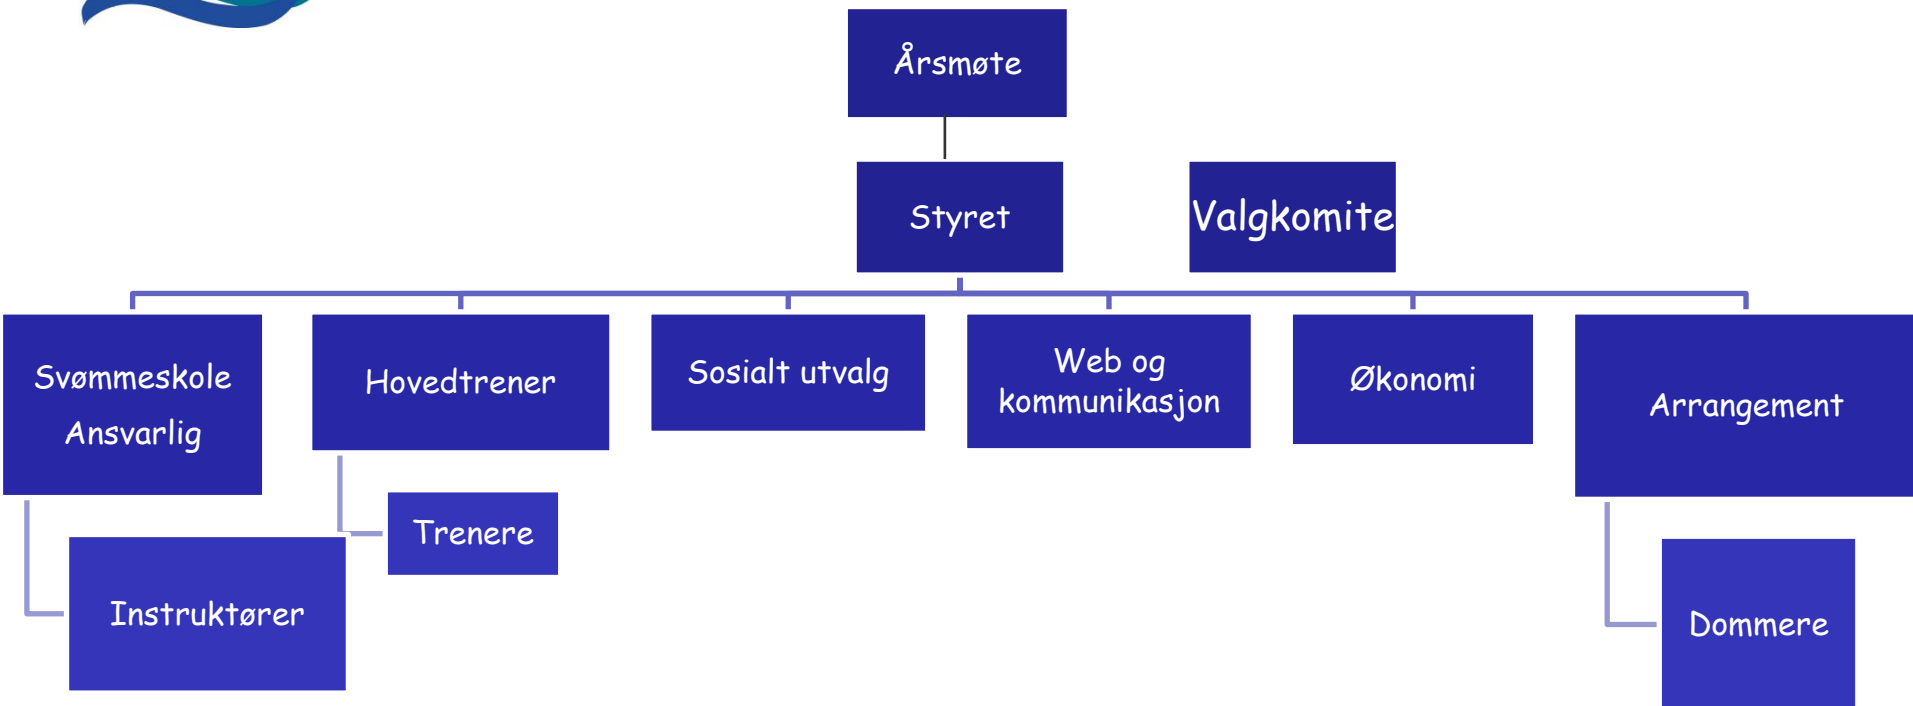 Årsmøte
Styret
Valgkomite
Svømmeskole
Ansvarlig
Hovedtrener
Sosialt utvalg
Web og
kommunikasjon
Økonomi
Arrangement
Trenere
Instruktører
Dommere